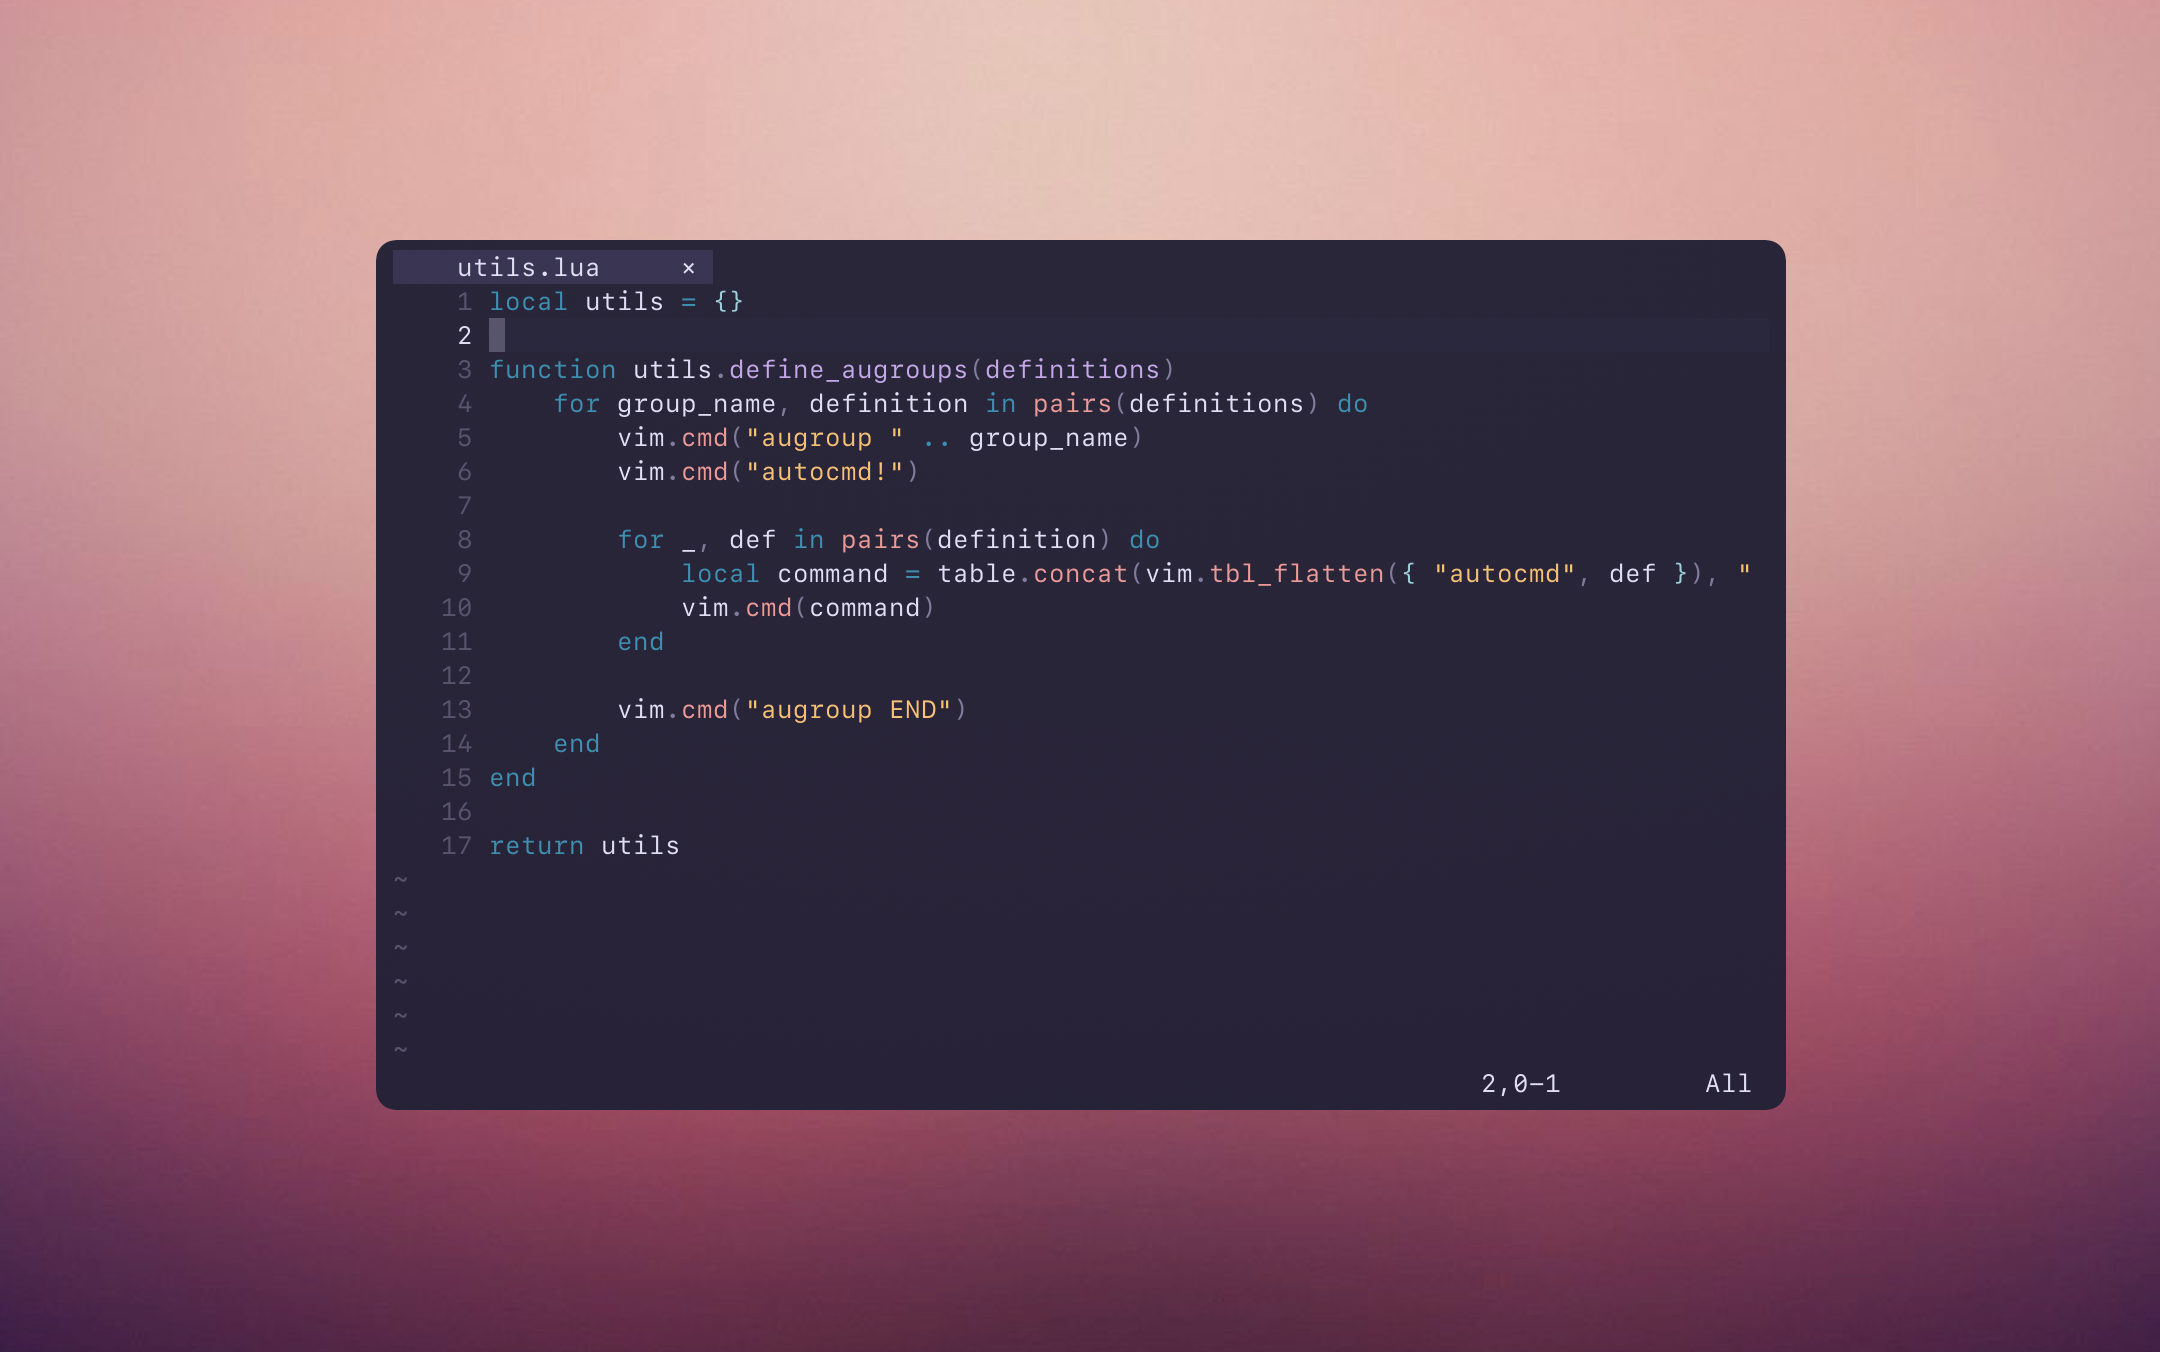 utils.lua ×
1 local utils = {}
2
3 function utils.define_augroups(definitions)
4     for group_name, definition in pairs(definitions) do
5         vim.cmd("augroup " .. group_name)
6         vim.cmd("autocmd!")
7
8         for _, def in pairs(definition) do
9             local command = table.concat(vim.tbl_flatten({ "autocmd", def }), "
10             vim.cmd(command)
11         end
12
13         vim.cmd("augroup END")
14     end
15 end
16
17 return utils
~
~
~
~
~
~
2,0-1 All